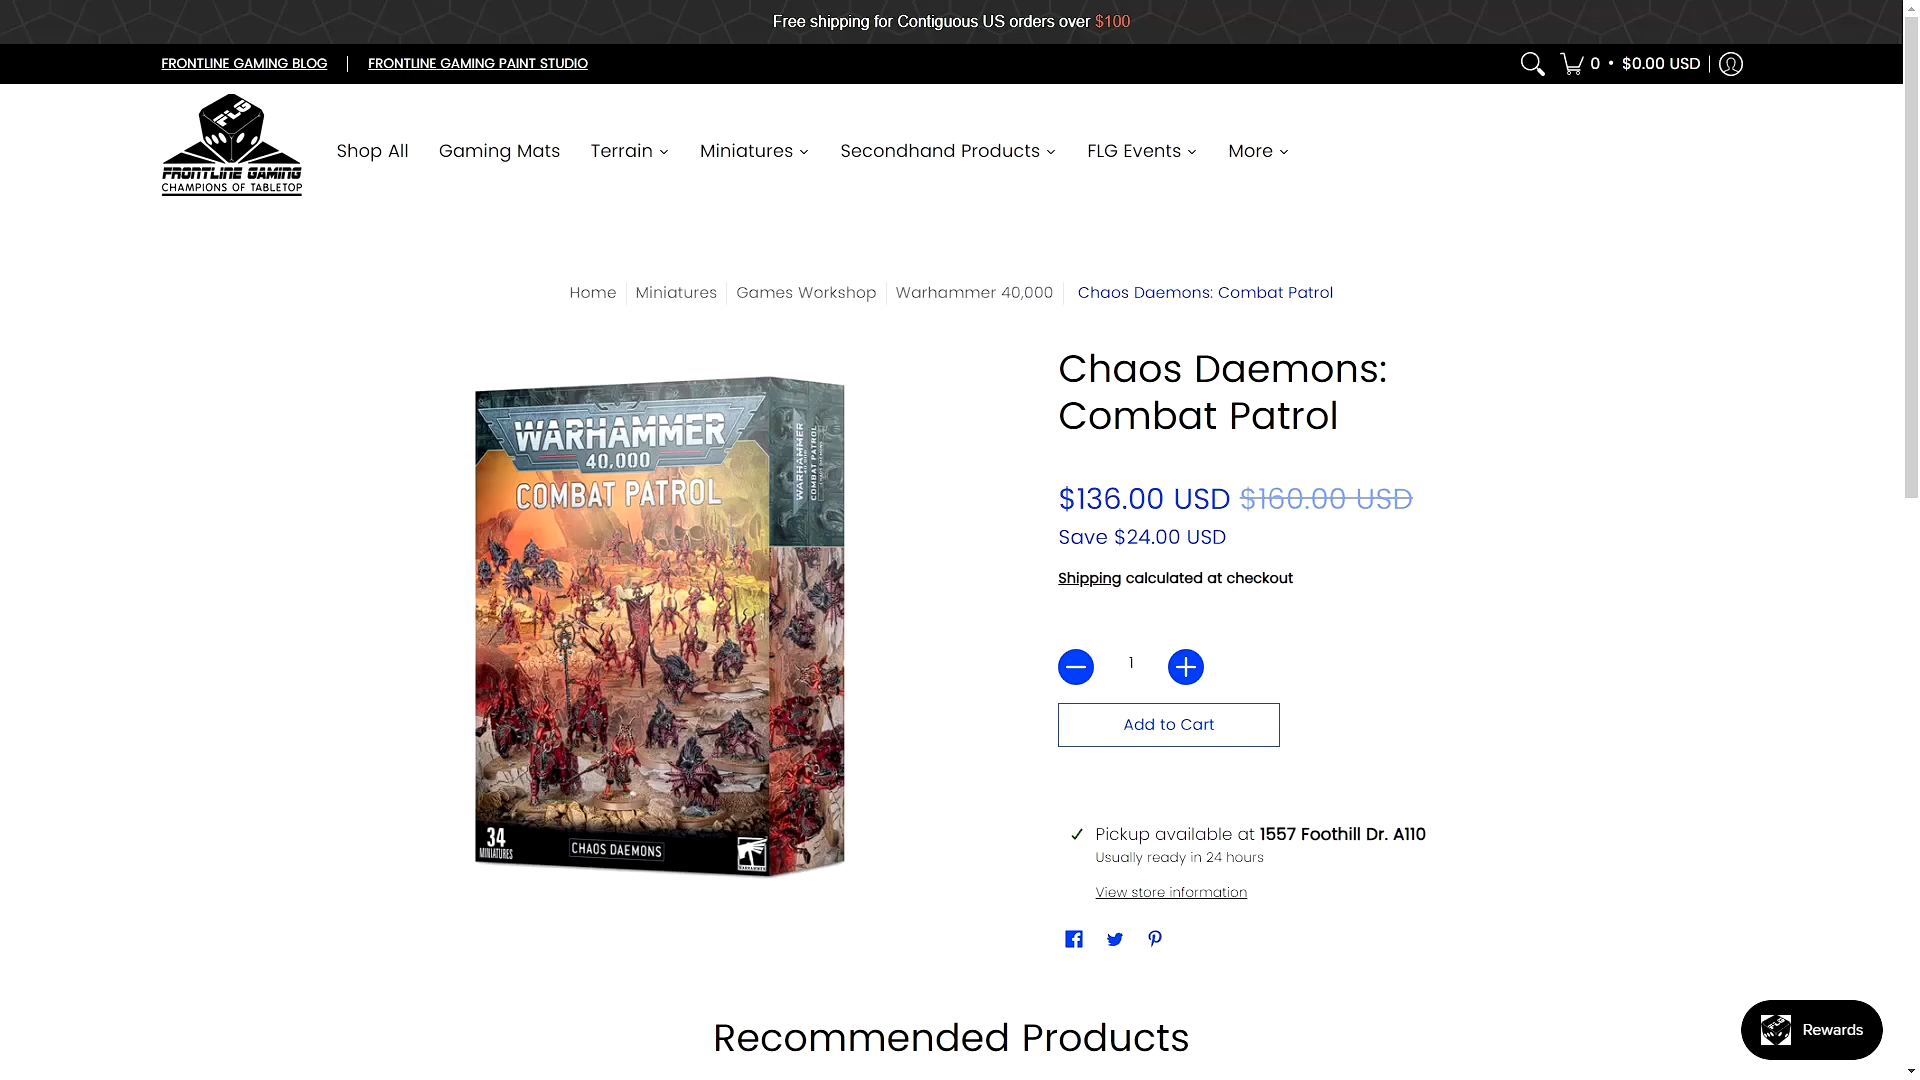 Free shipping for Contiguous US orders over $100
FRONTLINE GAMING BLOG
FRONTLINE GAMING PAINT STUDIO
0 • $0.00 USD
FLG
FRONTLINE GAMING
CHAMPIONS OF TABLETOP
Shop All
Gaming Mats
Terrain
Miniatures
Secondhand Products
FLG Events
More
Home
Miniatures
Games Workshop
Warhammer 40,000
Chaos Daemons: Combat Patrol
WARHAMMER
40,000
COMBAT PATROL
WARHAMMER
COMBAT PATROL
34
MINIATURES
CHAOS DAEMONS
Chaos Daemons:
Combat Patrol
$136.00 USD $160.00 USD
Save $24.00 USD
Shipping calculated at checkout
1
Add to Cart
Pickup available at 1557 Foothill Dr. A110
Usually ready in 24 hours
View store information
Recommended Products
Rewards